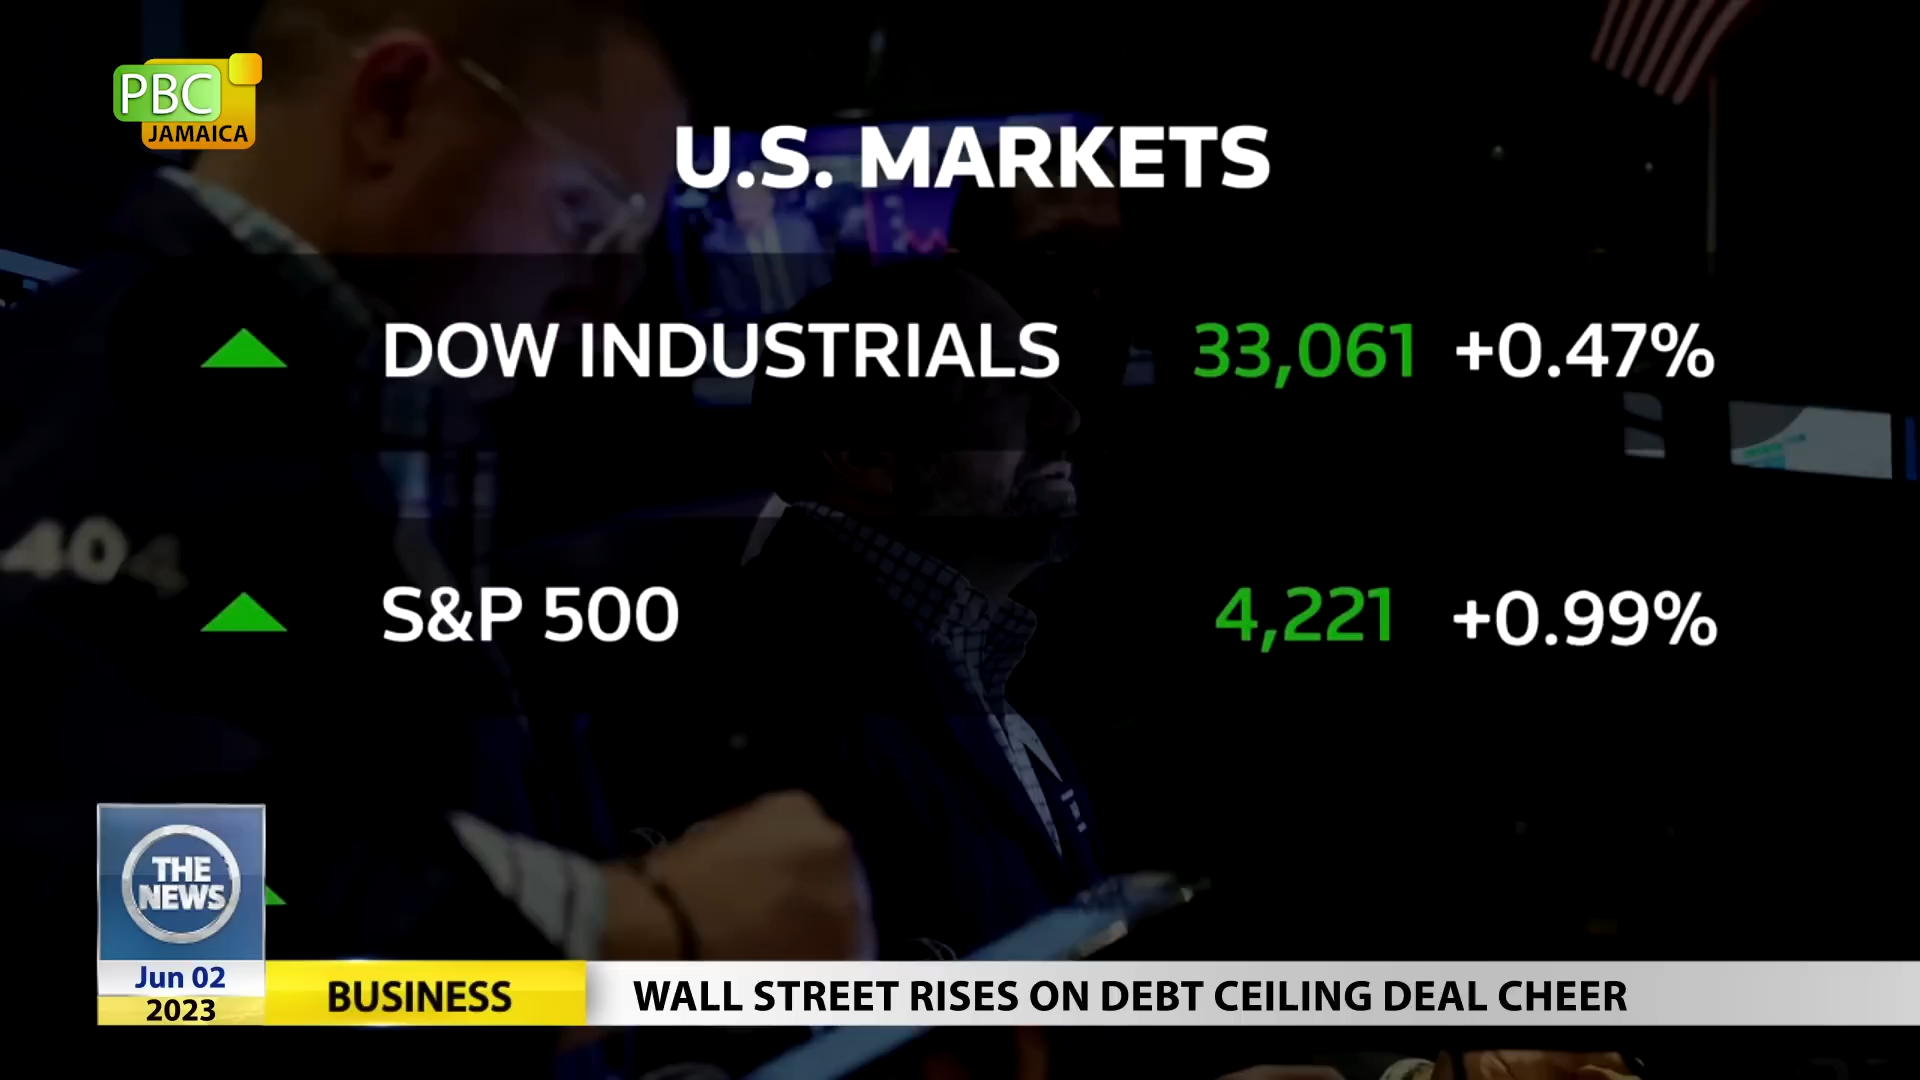 PBC
JAMAICA
U.S. MARKETS
DOW INDUSTRIALS 33,061 +0.47%
S&P 500 4,221 +0.99%
404
THE
NEWS
Jun 02
2023
BUSINESS
WALL STREET RISES ON DEBT CEILING DEAL CHEER